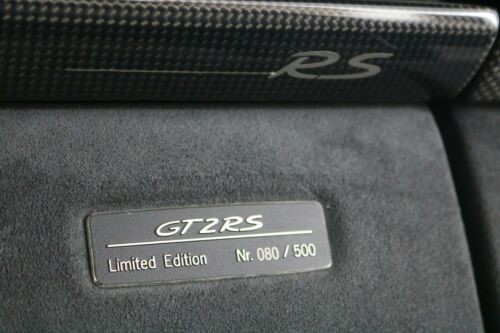 RS
GT2RS
Limited Edition Nr. 080 / 500